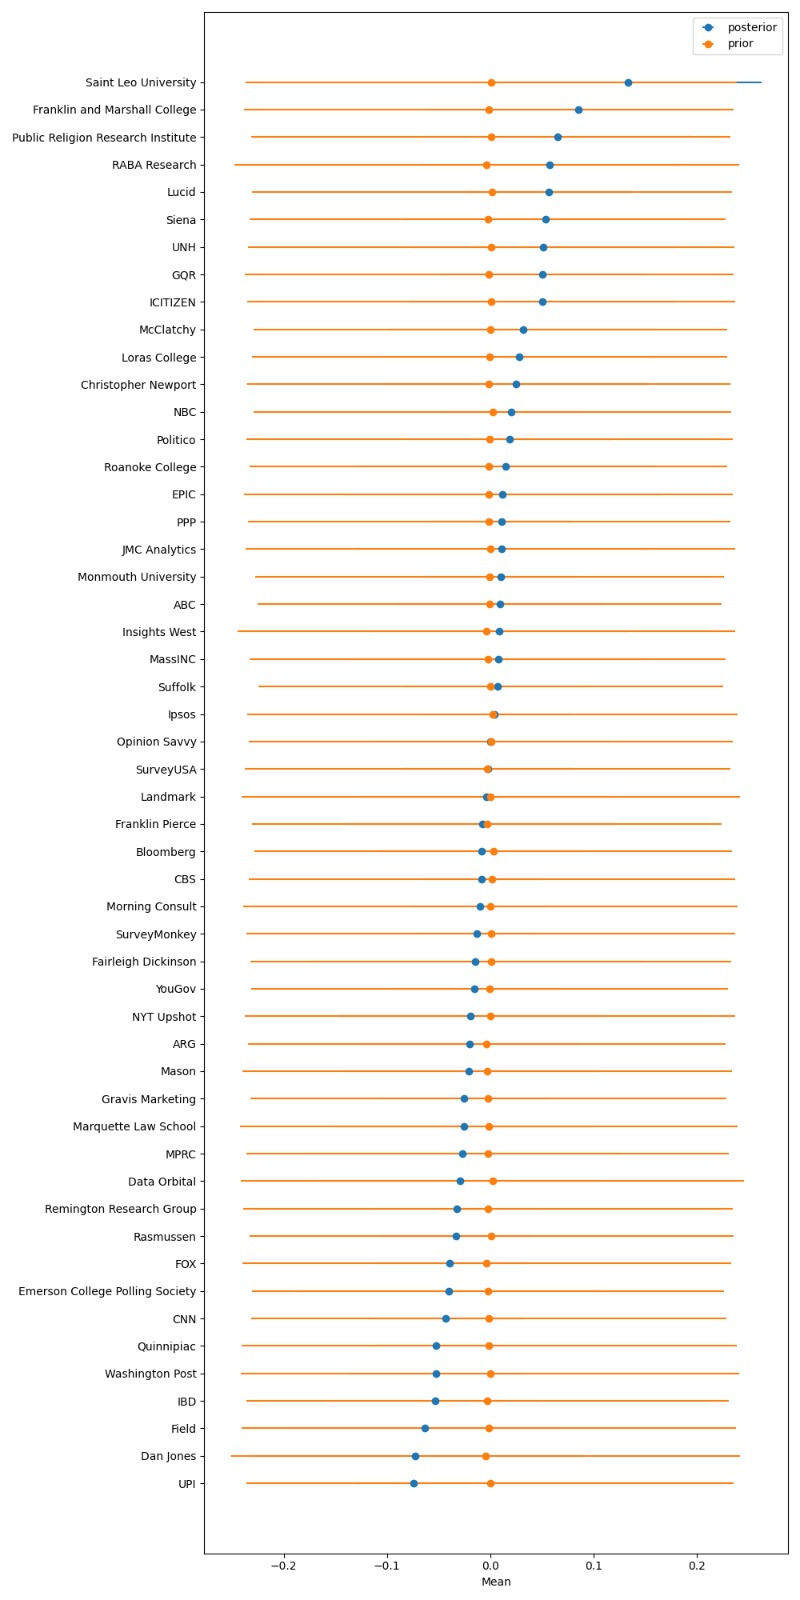 posterior
prior
Saint Leo University
Franklin and Marshall College
Public Religion Research Institute
RABA Research
Lucid
Siena
UNH
GQR
ICITIZEN
McClatchy
Loras College
Christopher Newport
NBC
Politico
Roanoke College
EPIC
PPP
JMC Analytics
Monmouth University
ABC
Insights West
MassINC
Suffolk
Ipsos
Opinion Savvy
SurveyUSA
Landmark
Franklin Pierce
Bloomberg
CBS
Morning Consult
SurveyMonkey
Fairleigh Dickinson
YouGov
NYT Upshot
ARG
Mason
Gravis Marketing
Marquette Law School
MPRC
Data Orbital
Remington Research Group
Rasmussen
FOX
Emerson College Polling Society
CNN
Quinnipiac
Washington Post
IBD
Field
Dan Jones
UPI
−0.2 −0.1 0.0 0.1 0.2
Mean